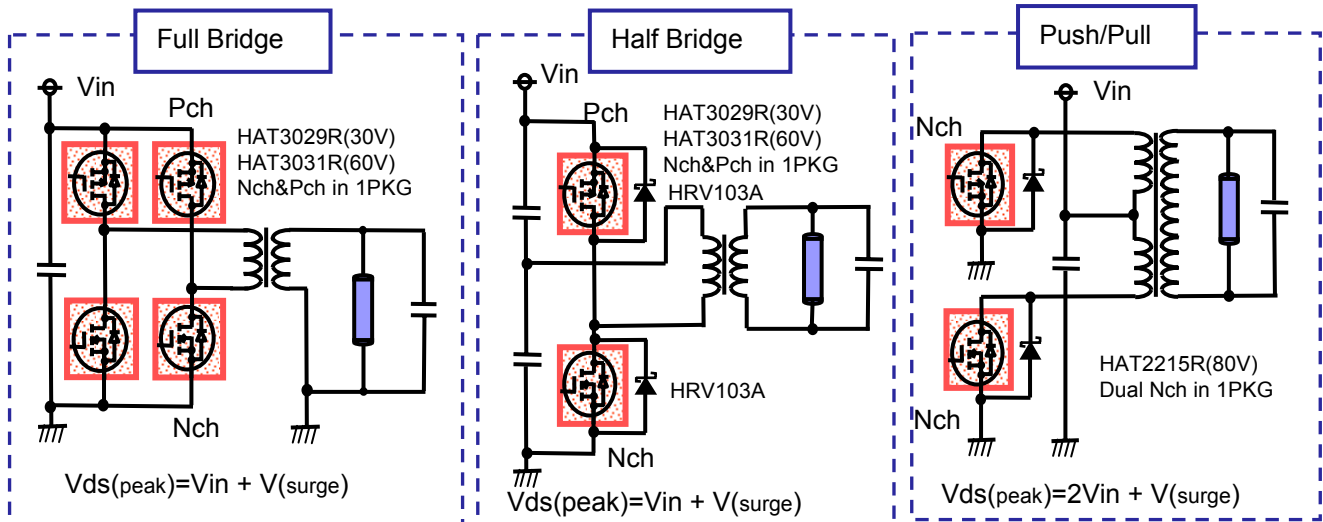 Full Bridge
Vin
Pch
HAT3029R(30V)
HAT3031R(60V)
Nch&Pch in 1PKG
Nch
Vds(peak)=Vin + V(surge)
Half Bridge
Vin
Pch
HAT3029R(30V)
HAT3031R(60V)
Nch&Pch in 1PKG
HRV103A
HRV103A
Nch
Vds(peak)=Vin + V(surge)
Push/Pull
Vin
Nch
HAT2215R(80V)
Dual Nch in 1PKG
Nch
Vds(peak)=2Vin + V(surge)